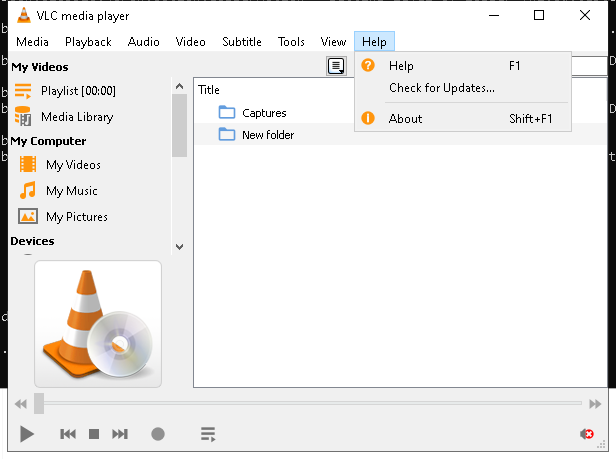 VLC media player
Media Playback Audio Video Subtitle Tools View Help
My Videos
Playlist [00:00]
Media Library
My Computer
My Videos
My Music
My Pictures
Devices
Title
Captures
New folder
Help F1
Check for Updates...
About Shift+F1